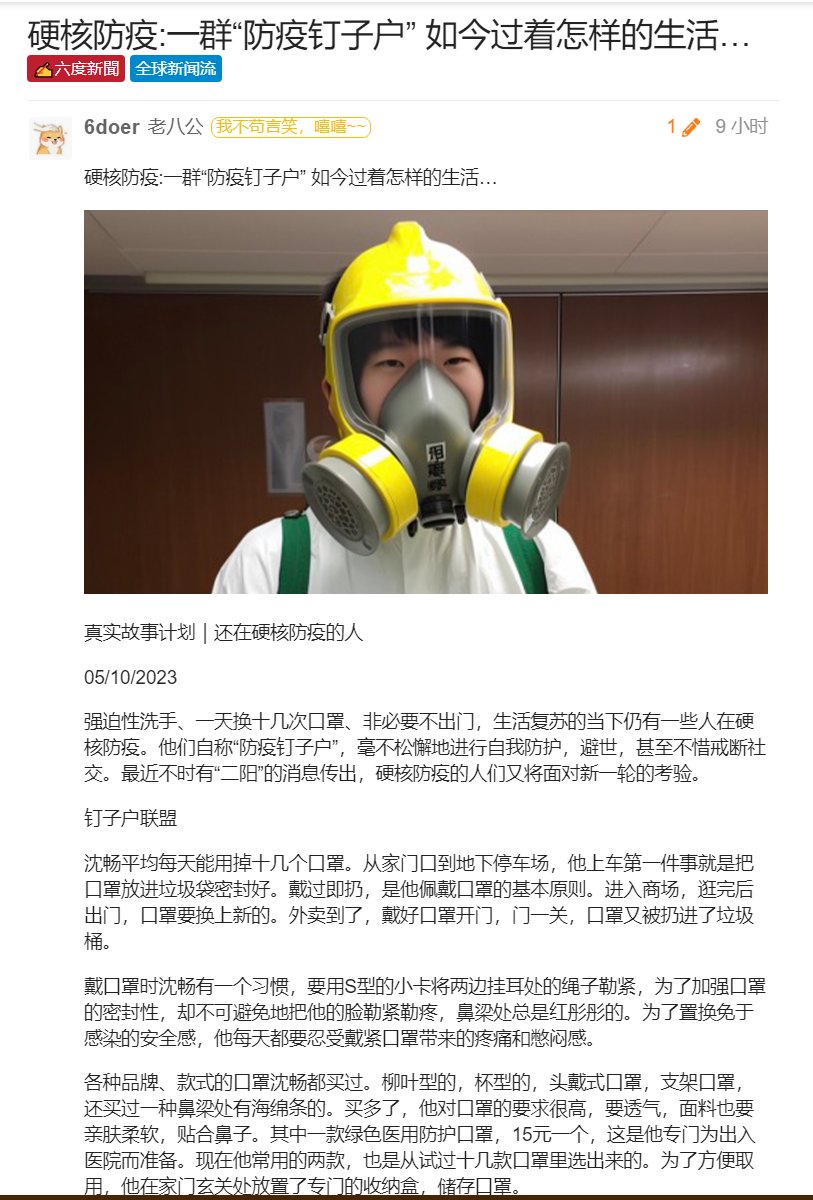 硬核防疫:一群“防疫钉子户” 如今过着怎样的生活…
六度新聞 全球新闻流
6doer 老八公 我不苟言笑，嘻嘻~~ 1 9 小时
硬核防疫:一群“防疫钉子户” 如今过着怎样的生活…
真实故事计划 | 还在硬核防疫的人
05/10/2023
强迫性洗手、一天换十几次口罩、非必要不出门，生活复苏的当下仍有一些人在硬
核防疫。他们自称“防疫钉子户”，毫不松懈地进行自我防护，避世，甚至不惜戒断社
交。最近不时有“二阳”的消息传出，硬核防疫的人们又将面对新一轮的考验。
钉子户联盟
沈畅平均每天能用掉十几个口罩。从家门口到地下停车场，他上车第一件事就是把
口罩放进垃圾袋密封好。戴过即扔，是他佩戴口罩的基本原则。进入商场，逛完后
出门，口罩要换上新的。外卖到了，戴好口罩开门，门一关，口罩又被扔进了垃圾
桶。
戴口罩时沈畅有一个习惯，要用S型的小卡将两边挂耳处的绳子勒紧，为了加强口罩
的密封性，却不可避免地把他的脸勒紧勒疼，鼻梁处总是红彤彤的。为了置换免于
感染的安全感，他每天都要忍受戴紧口罩带来的疼痛和憋闷感。
各种品牌、款式的口罩沈畅都买过。柳叶型的，杯型的，头戴式口罩，支架口罩，
还买过一种鼻梁处有海绵条的。买多了，他对口罩的要求很高，要透气，面料也要
亲肤柔软，贴合鼻子。其中一款绿色医用防护口罩，15元一个，这是他专门为出入
医院而准备。现在他常用的两款，也是从试过十几款口罩里选出来的。为了方便取
用，他在家门玄关处放置了专门的收纳盒，储存口罩。